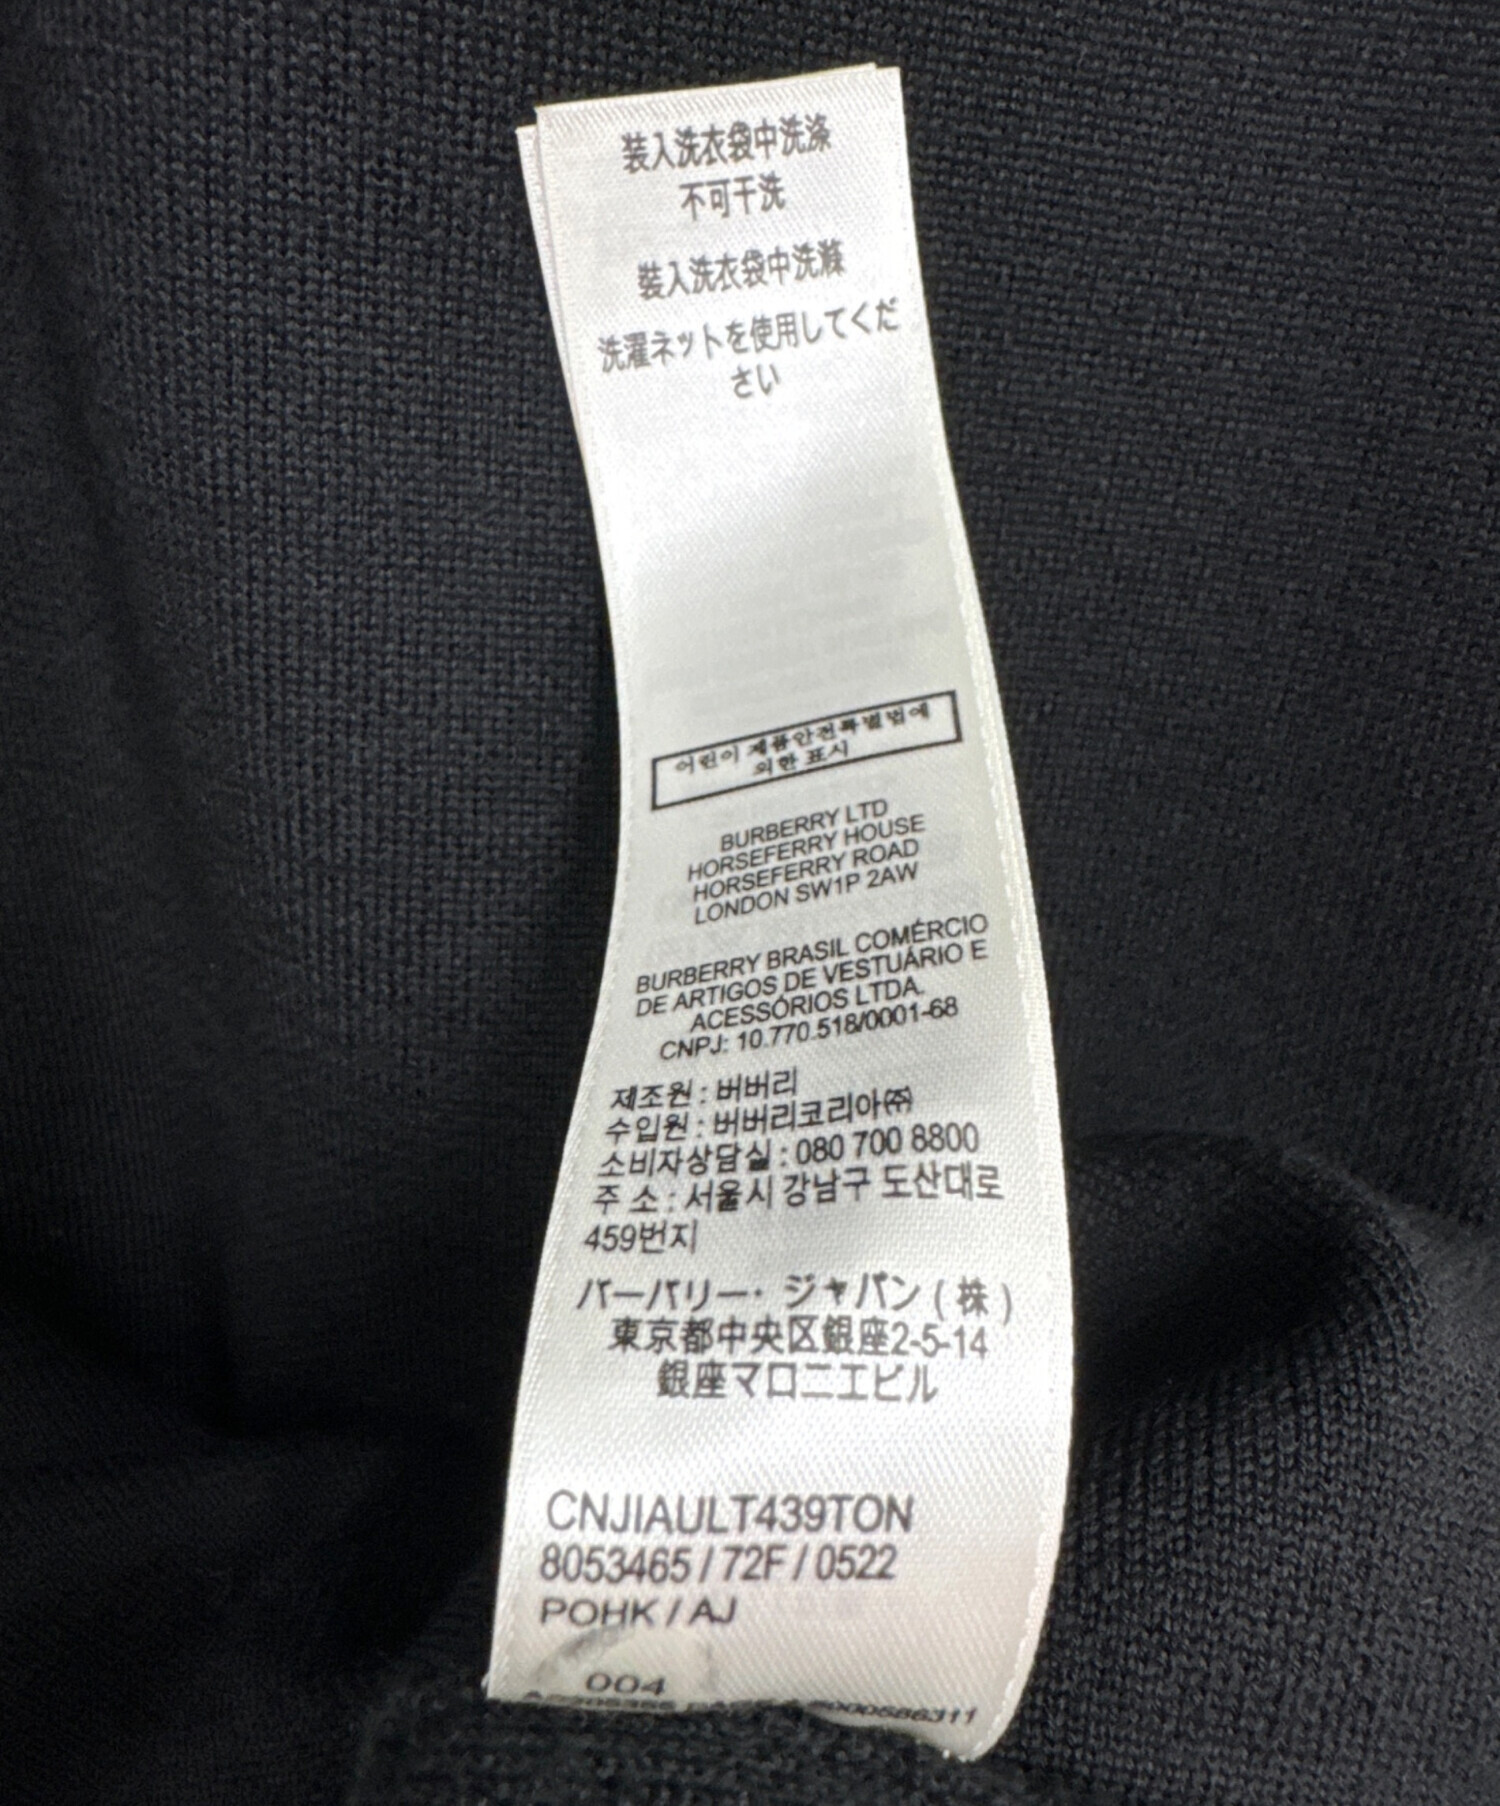 装入洗衣袋中洗涤
不可干洗
裝入洗衣袋中洗滌
洗濯ネットを使用してくだ
さい
어린이 제품안전특별법에
의한 표시
BURBERRY LTD
HORSEFERRY HOUSE
HORSEFERRY ROAD
LONDON SW1P 2AW
BURBERRY BRASIL COMÉRCIO
DE ARTIGOS DE VESTUÁRIO E
ACESSÓRIOS LTDA.
CNPJ: 10.770.518/0001-68
제조원 : 버버리
수입원 : 버버리코리아㈜
소비자상담실 : 080 700 8800
주 소 : 서울시 강남구 도산대로
459번지
バーバリー・ジャパン(株)
東京都中央区銀座2-5-14
銀座マロニエビル
CNJIAULT439TON
8053465 / 72F / 0522
POHK / AJ
004